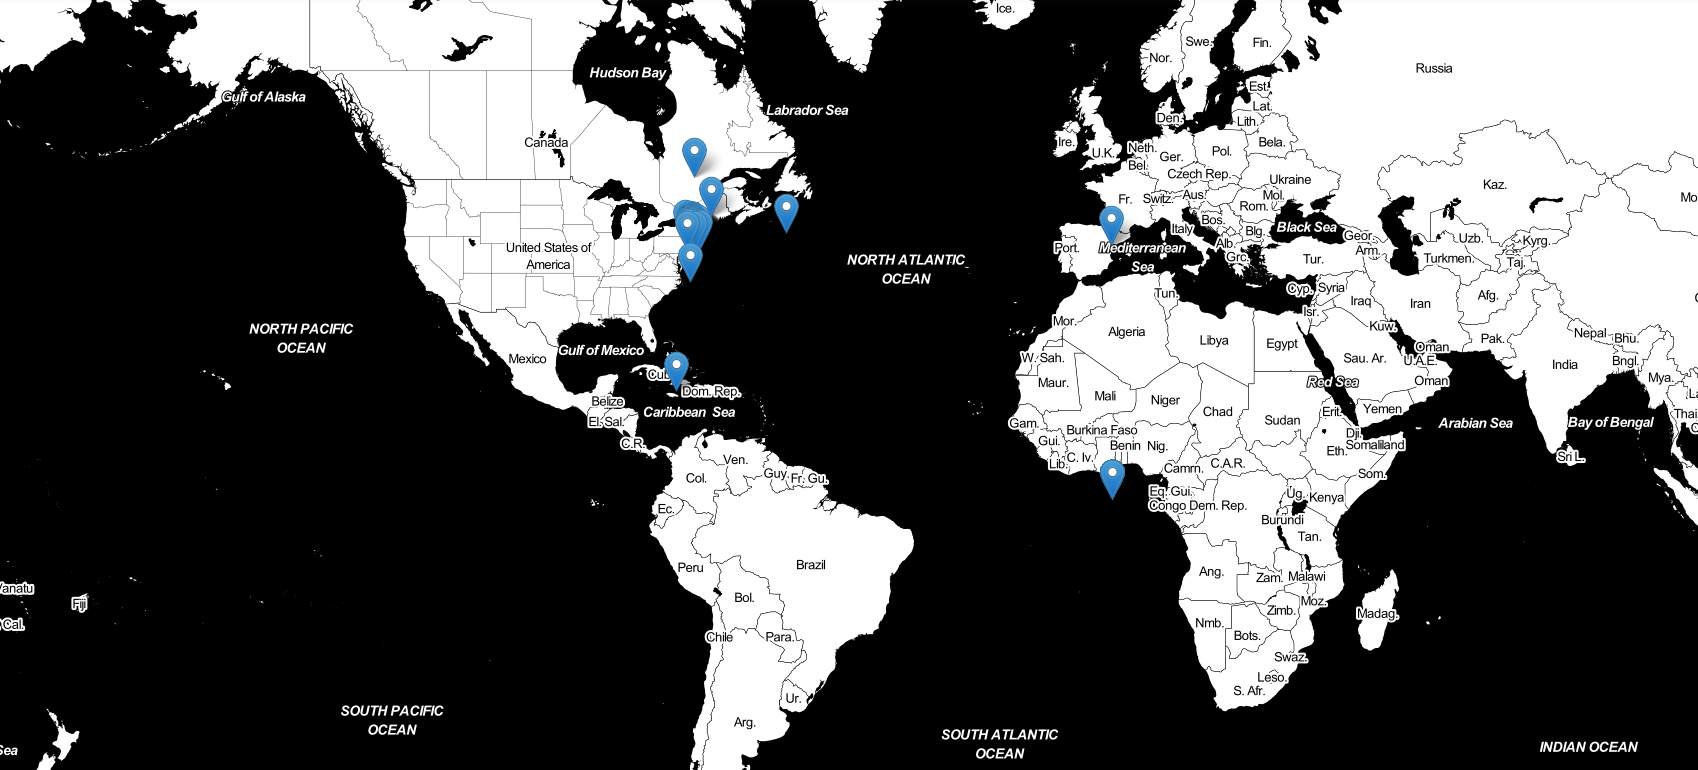 Ice.
Swe.
Fin.
Nor.
Russia
Hudson Bay
Est.
Gulf of Alaska
Lat.
Labrador Sea
Den.
Lith.
Canada
Ire.
U.K.
Neth.
Bel.
Ger.
Pol.
Bela.
Czech Rep.
Ukraine
Kaz.
Fr.
Switz.
Aus.
Mol.
Rom.
Mo
Bos.
Italy
Blg.
Black Sea
Geor.
Uzb.
Kyrg.
Port.
Mediterranean
Sea
Alb.
Grc.
Arm.
Turkmen.
Taj.
United States of
America
Tur.
NORTH ATLANTIC
OCEAN
Tun.
Cyp.
Syria
Iraq
Iran
Afg.
Isr.
Mor.
Algeria
Libya
Egypt
Kuw.
Pak.
Nepal
Bhu.
NORTH PACIFIC
OCEAN
Mexico
Gulf of Mexico
W. Sah.
Sau. Ar.
Oman
U.A.E.
India
Bngl.
Cub
Dom. Rep.
Maur.
Mali
Niger
Red Sea
Oman
Mya.
La
Belize
Caribbean Sea
Chad
Sudan
Erit.
Yemen
Thai.
El. Sal.
Gam.
Burkina Faso
Dji.
Arabian Sea
Bay of Bengal
C
C.R.
Gui.
Benin
Nig.
Eth.
Somaliland
Ven.
Lib.
C. Iv.
Camrn.
C.A.R.
Som.
Sri L.
Col.
Guy.
Fr. Gu.
Eq. Gui.
Ug.
Kenya
Ec.
Congo
Dem. Rep.
Burundi
Tan.
Peru
Brazil
Ang.
Zam.
Malawi
Vanatu
Fiji
Bol.
Moz.
Zimb.
Madag.
Cal.
Chile
Para.
Nmb.
Bots.
Swaz.
Leso.
S. Afr.
Ur.
SOUTH PACIFIC
OCEAN
Arg.
SOUTH ATLANTIC
OCEAN
INDIAN OCEAN
Sea